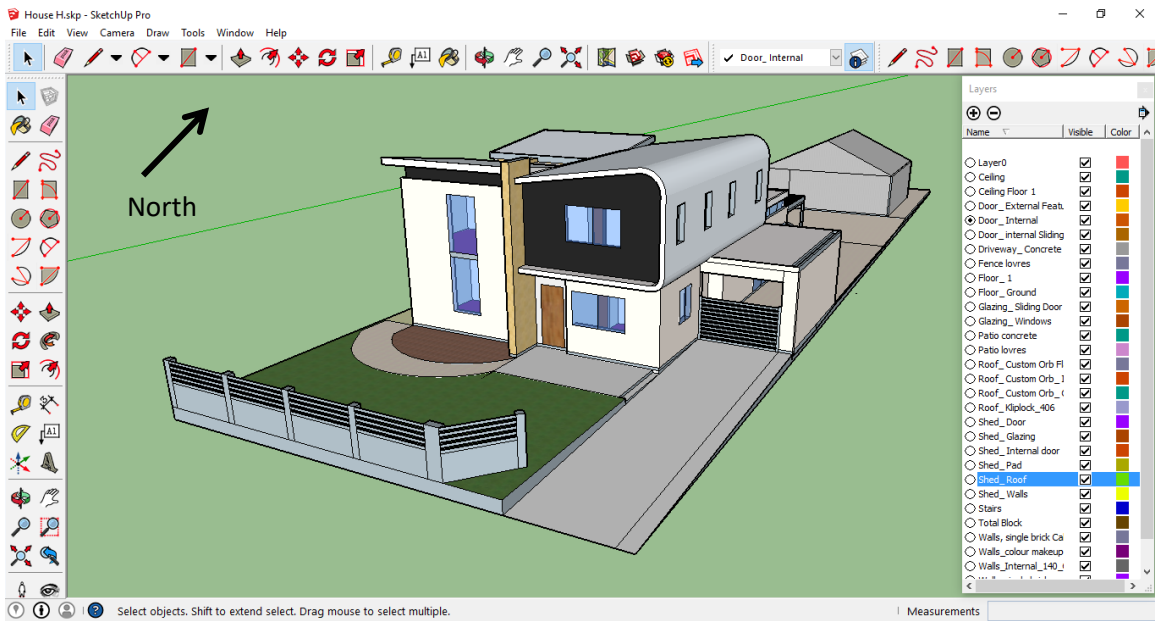 House H.skp - SketchUp Pro
File Edit View Camera Draw Tools Window Help
A1
Door_ Internal
Layers
Name Visible Color
North
A1
Layer0
Ceiling
Ceiling Floor 1
Door_ External Featu
Door_ Internal
Door_ internal Sliding
Driveway_ Concrete
Fence lovres
Floor_ 1
Floor_ Ground
Glazing_ Sliding Door
Glazing_ Windows
Patio concrete
Patio lovres
Roof_ Custom Orb Fl
Roof_ Custom Orb_ 1
Roof_ Custom Orb_ (
Roof_ Kliplock_406
Shed_ Door
Shed_ Glazing
Shed_ Internal door
Shed_ Pad
Shed_ Roof
Shed_ Walls
Stairs
Total Block
Walls, single brick Ca
Walls_colour makeup
Walls_Internal_140_
Select objects. Shift to extend select. Drag mouse to select multiple.
Measurements